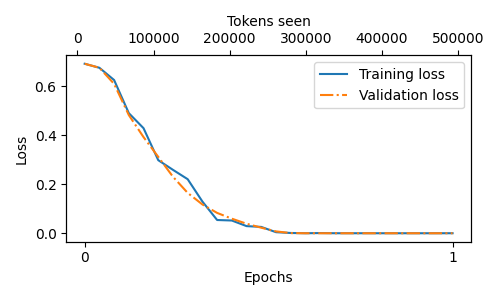 Tokens seen
0 100000 200000 300000 400000 500000
Training loss
Validation loss
0.6
0.4
0.2
0.0
Loss
0 1
Epochs